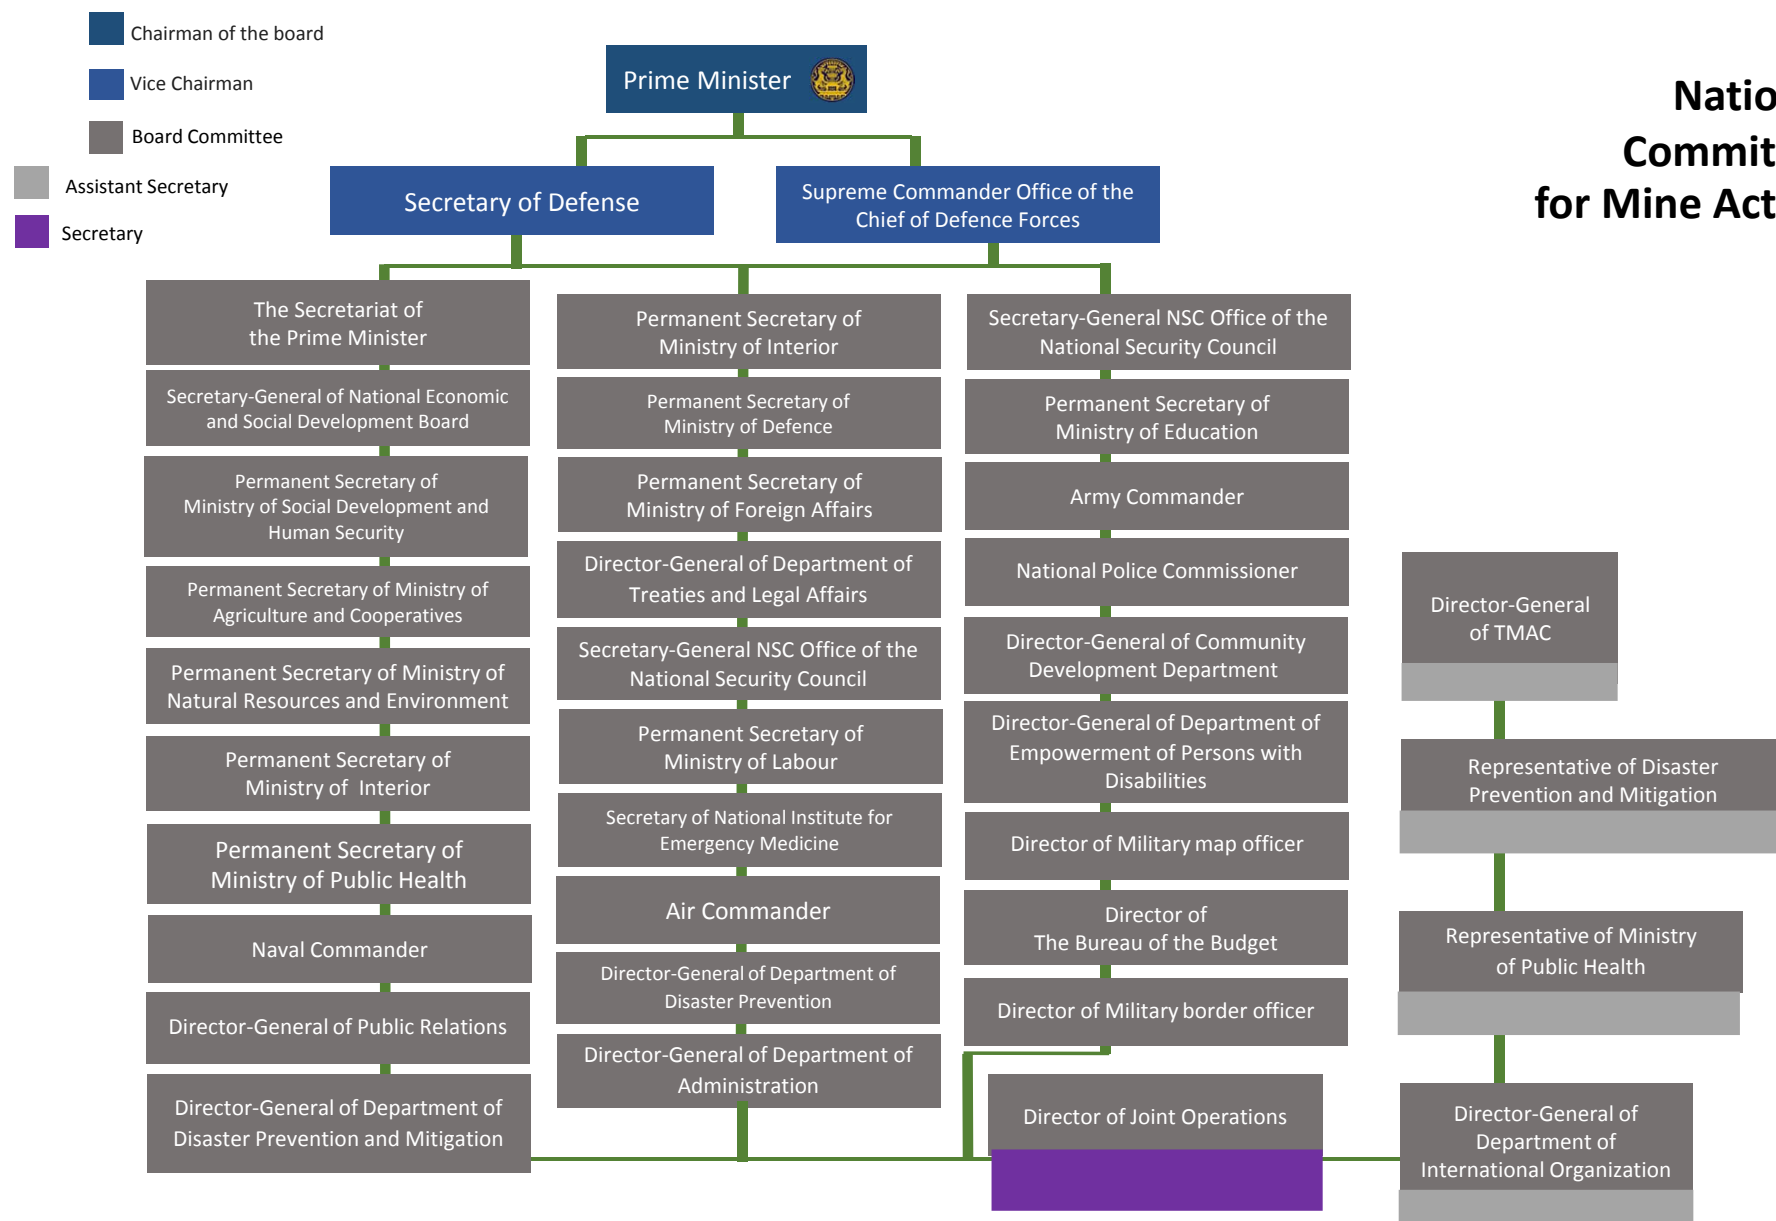 Chairman of the board
Vice Chairman
Board Committee
Assistant Secretary
Secretary
Prime Minister
Natio
Commit
for Mine Act
Secretary of Defense
Supreme Commander Office of the
Chief of Defence Forces
The Secretariat of
the Prime Minister
Secretary-General of National Economic
and Social Development Board
Permanent Secretary of
Ministry of Social Development and
Human Security
Permanent Secretary of Ministry of
Agriculture and Cooperatives
Permanent Secretary of Ministry of
Natural Resources and Environment
Permanent Secretary of
Ministry of Interior
Permanent Secretary of
Ministry of Public Health
Naval Commander
Director-General of Public Relations
Director-General of Department of
Disaster Prevention and Mitigation
Permanent Secretary of
Ministry of Interior
Permanent Secretary of
Ministry of Defence
Permanent Secretary of
Ministry of Foreign Affairs
Director-General of Department of
Treaties and Legal Affairs
Secretary-General NSC Office of the
National Security Council
Permanent Secretary of
Ministry of Labour
Secretary of National Institute for
Emergency Medicine
Air Commander
Director-General of Department of
Disaster Prevention
Director-General of Department of
Administration
Secretary-General NSC Office of the
National Security Council
Permanent Secretary of
Ministry of Education
Army Commander
National Police Commissioner
Director-General of Community
Development Department
Director-General of Department of
Empowerment of Persons with
Disabilities
Director of Military map officer
Director of
The Bureau of the Budget
Director of Military border officer
Director of Joint Operations
Director-General
of TMAC
Representative of Disaster
Prevention and Mitigation
Representative of Ministry
of Public Health
Director-General of
Department of
International Organization